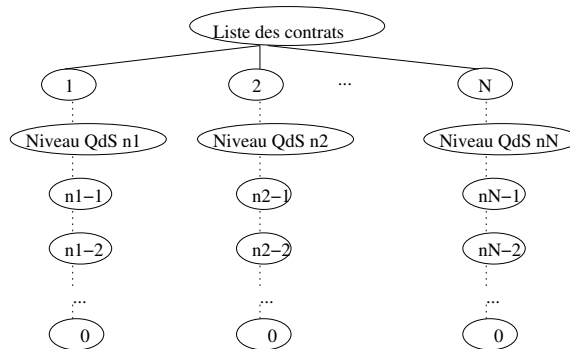 Liste des contrats
1 2 ... N
Niveau QdS n1 Niveau QdS n2 Niveau QdS nN
n1−1 n2−1 nN−1
n1−2 n2−2 nN−2
... ... ...
0 0 0